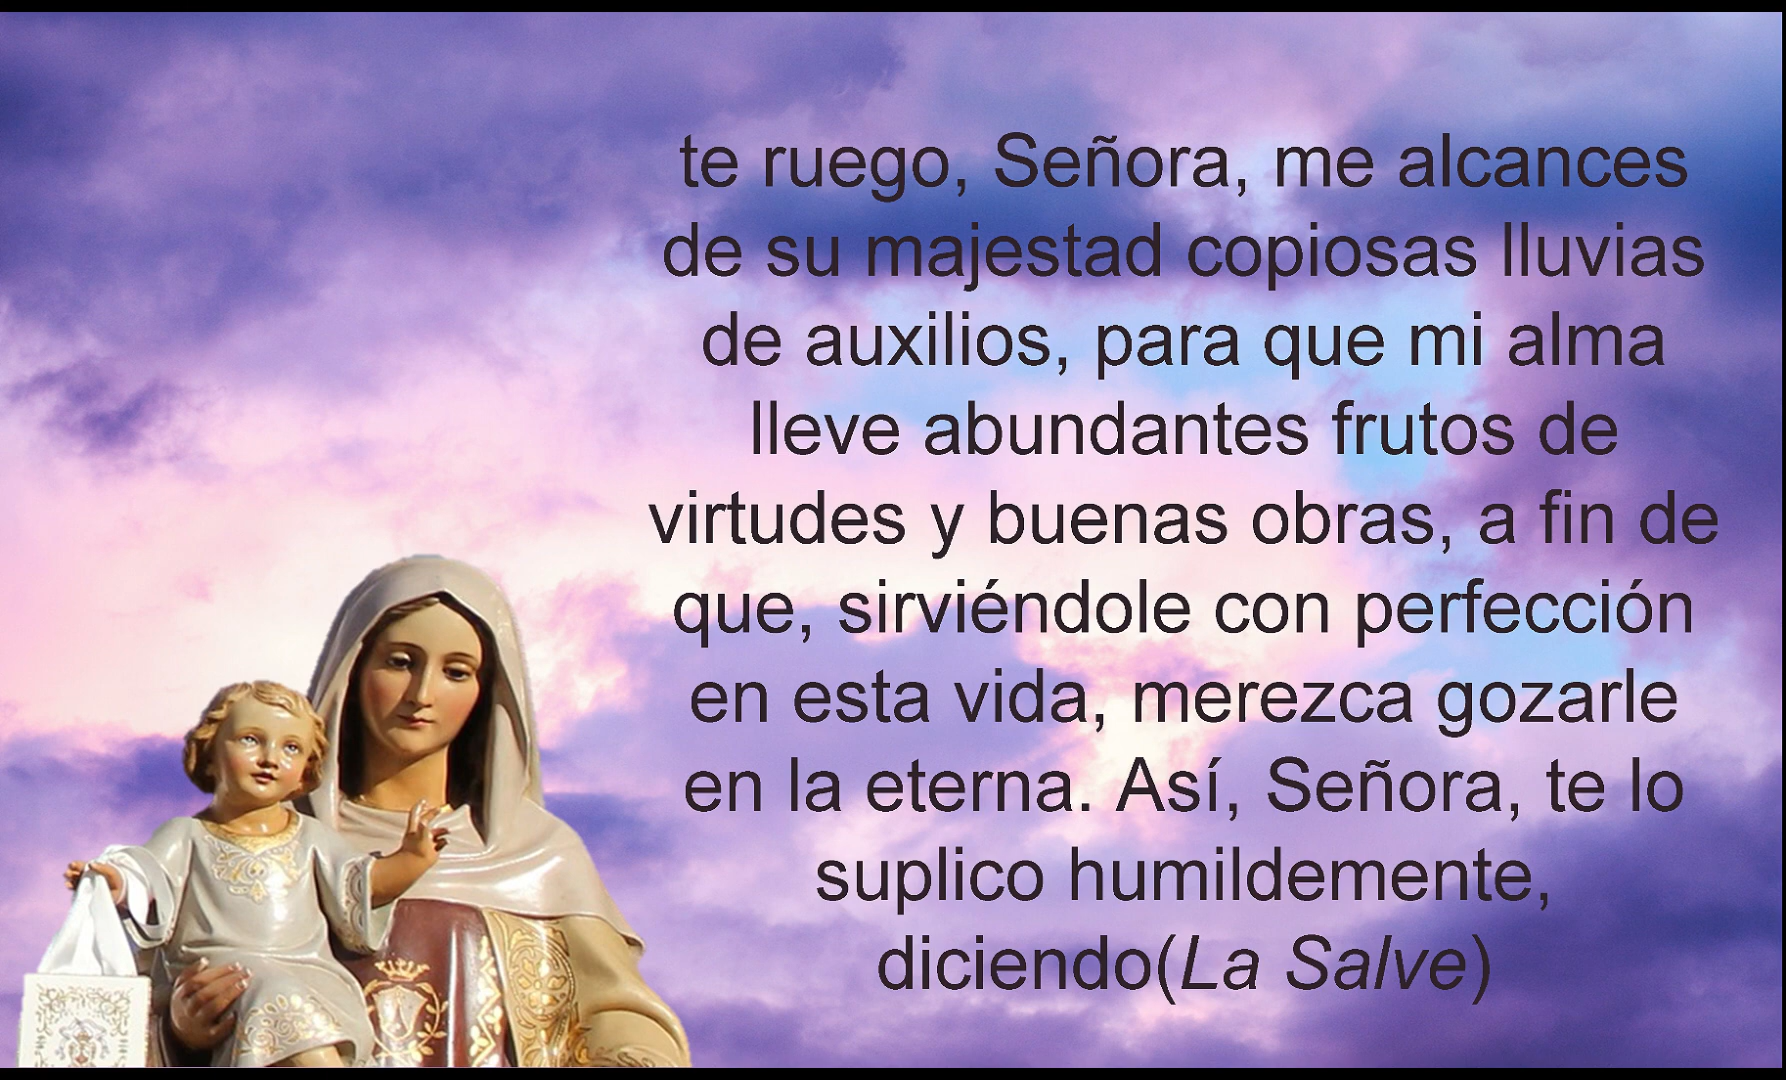 te ruego, Señora, me alcances
de su majestad copiosas lluvias
de auxilios, para que mi alma
lleve abundantes frutos de
virtudes y buenas obras, a fin de
que, sirviéndole con perfección
en esta vida, merezca gozarle
en la eterna. Así, Señora, te lo
suplico humildemente,
diciendo(La Salve)